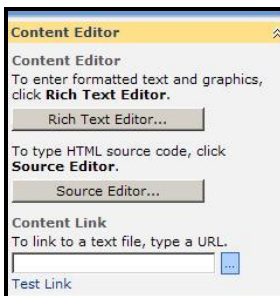 Content Editor
Content Editor
To enter formatted text and graphics,
click Rich Text Editor.
Rich Text Editor...
To type HTML source code, click
Source Editor.
Source Editor...
Content Link
To link to a text file, type a URL.
...
Test Link